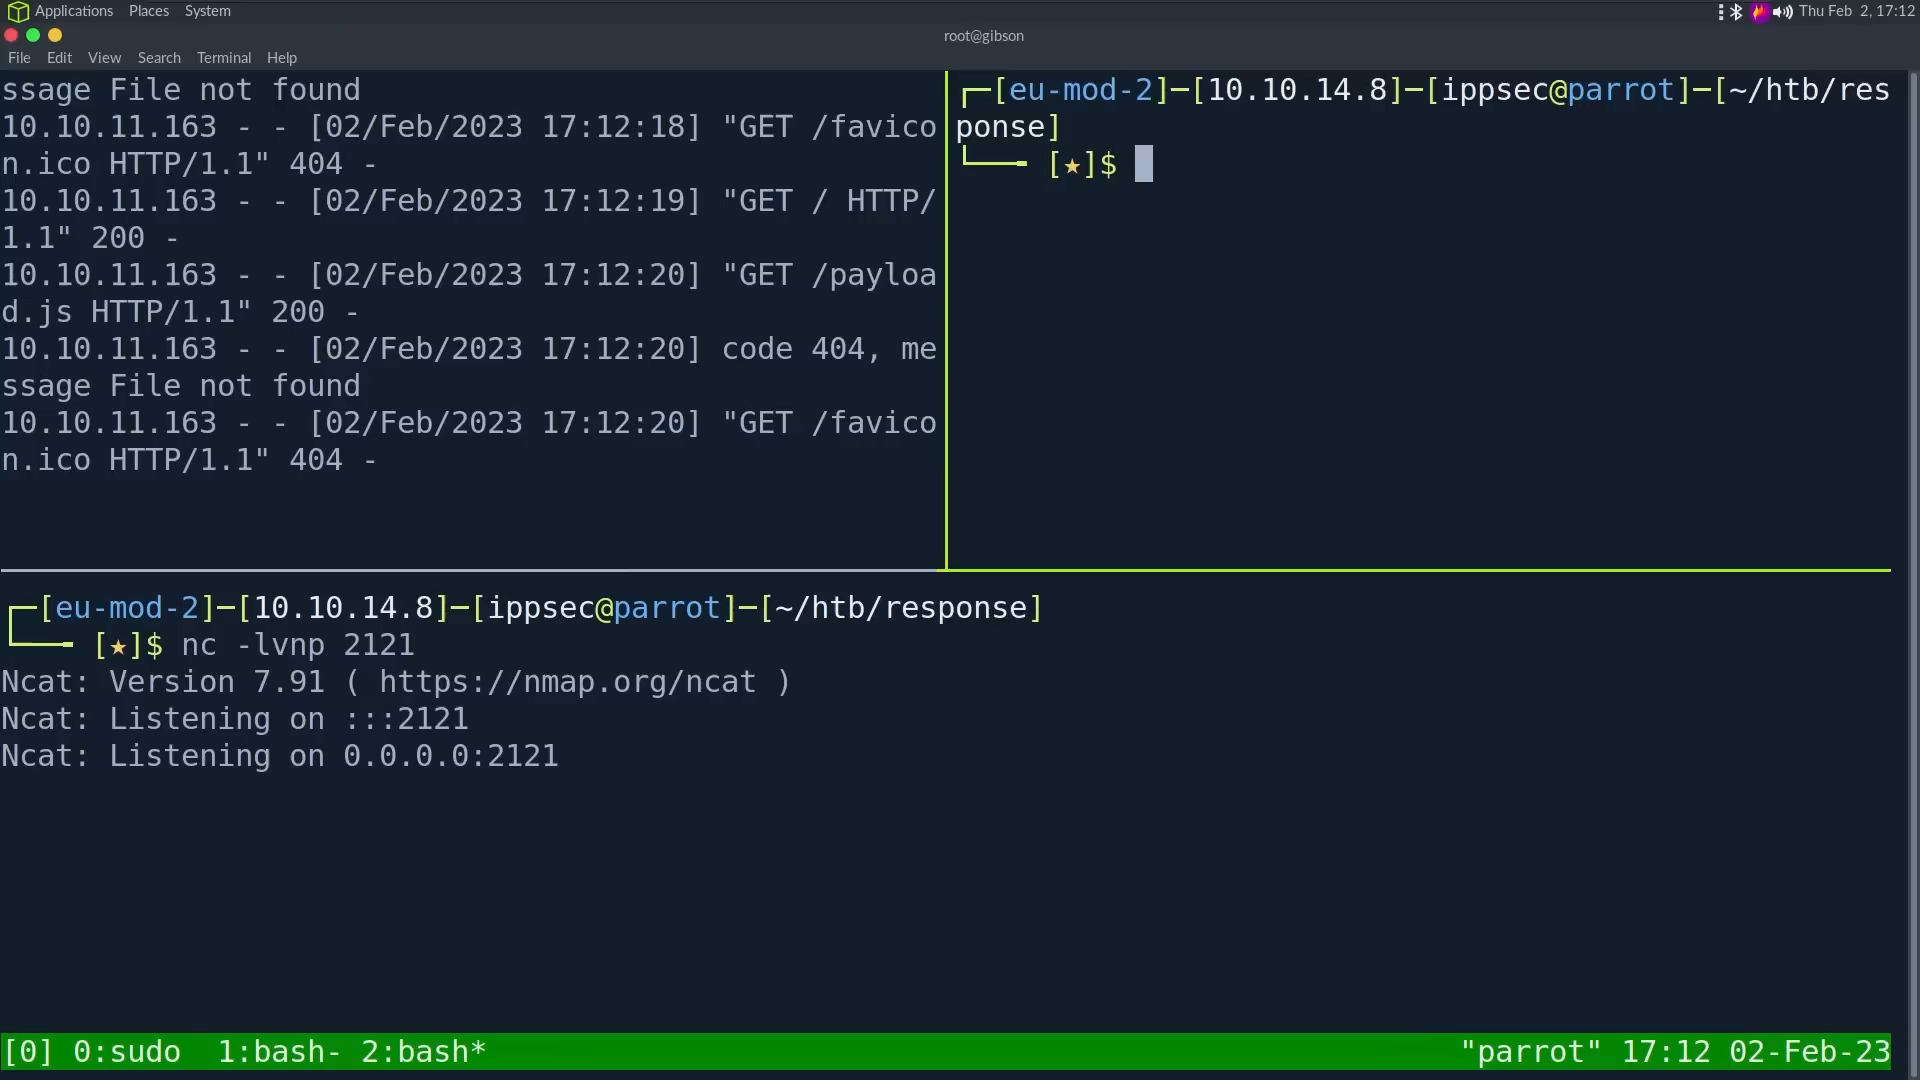 Applications Places System
Thu Feb 2, 17:12
root@gibson
File Edit View Search Terminal Help
ssage File not found
10.10.11.163 - - [02/Feb/2023 17:12:18] "GET /favico
n.ico HTTP/1.1" 404 -
10.10.11.163 - - [02/Feb/2023 17:12:19] "GET / HTTP/
1.1" 200 -
10.10.11.163 - - [02/Feb/2023 17:12:20] "GET /payloa
d.js HTTP/1.1" 200 -
10.10.11.163 - - [02/Feb/2023 17:12:20] code 404, me
ssage File not found
10.10.11.163 - - [02/Feb/2023 17:12:20] "GET /favico
n.ico HTTP/1.1" 404 -
┌─[eu-mod-2]─[10.10.14.8]─[ippsec@parrot]─[~/htb/res
ponse]
└──╼ [★]$
┌─[eu-mod-2]─[10.10.14.8]─[ippsec@parrot]─[~/htb/response]
└──╼ [★]$ nc -lvnp 2121
Ncat: Version 7.91 ( https://nmap.org/ncat )
Ncat: Listening on :::2121
Ncat: Listening on 0.0.0.0:2121
[0] 0:sudo  1:bash- 2:bash*
"parrot" 17:12 02-Feb-23